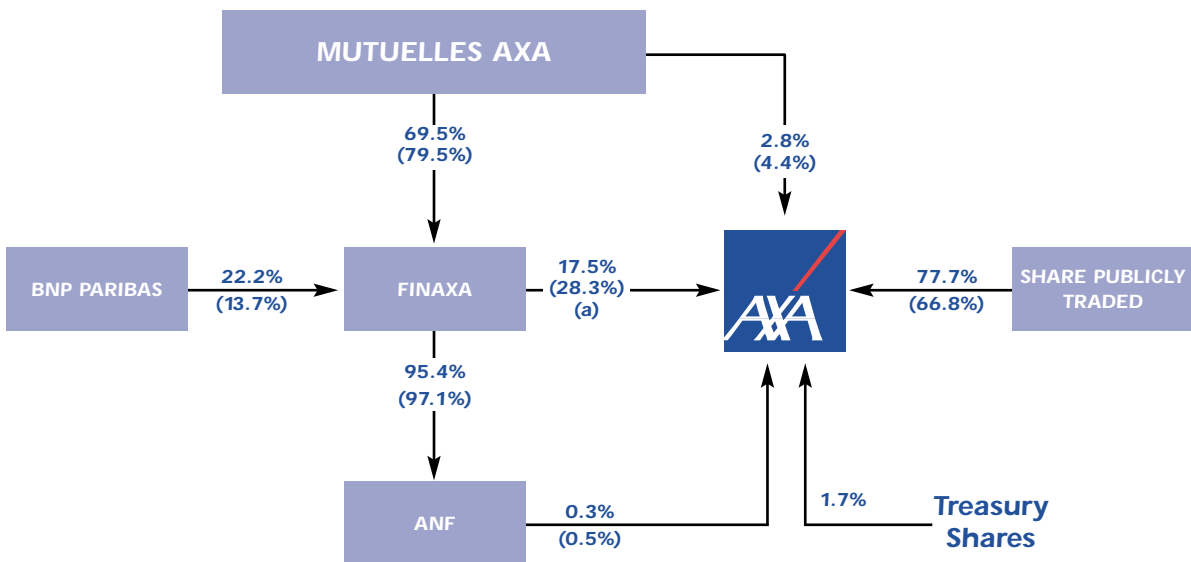 MUTUELLES AXA
69.5%
(79.5%)
2.8%
(4.4%)
BNP PARIBAS
22.2%
(13.7%)
FINAXA
17.5%
(28.3%)
(a)
AXA
77.7%
(66.8%)
SHARE PUBLICLY
TRADED
95.4%
(97.1%)
ANF
0.3%
(0.5%)
1.7%
Treasury
Shares